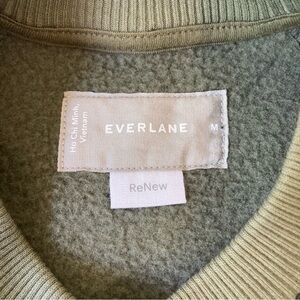 Ho Chi Minh,
Vietnam
EVERLANE
M
ReNew